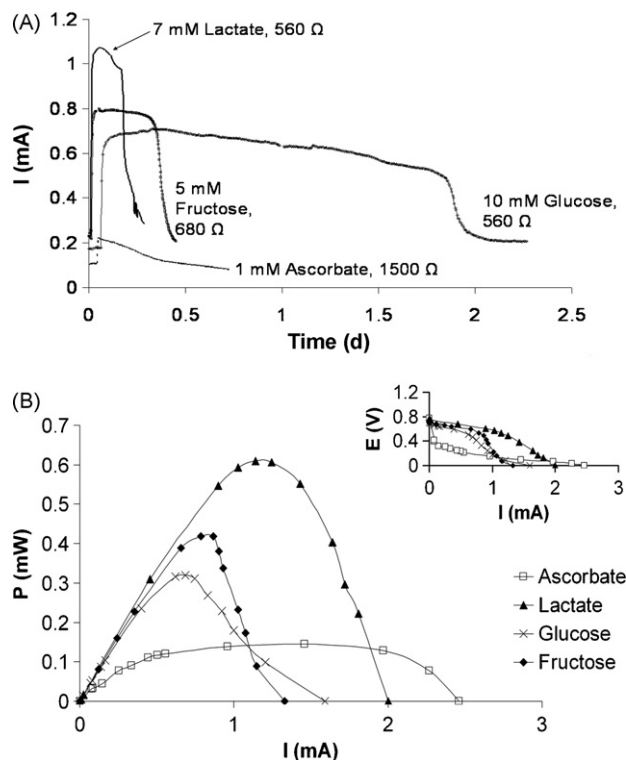 (A)
1.2
1
0.8
0.6
0.4
0.2
0
I (mA)
7 mM Lactate, 560 Ω
5 mM
Fructose,
680 Ω
10 mM Glucose,
560 Ω
1 mM Ascorbate, 1500 Ω
0
0.5
1
1.5
2
2.5
Time (d)
(B)
0.7
0.6
0.5
0.4
0.3
0.2
0.1
0
P (mW)
0
1
2
3
I (mA)
1.2
0.8
0.4
0
E (V)
0
1
2
3
I (mA)
Ascorbate
Lactate
Glucose
Fructose